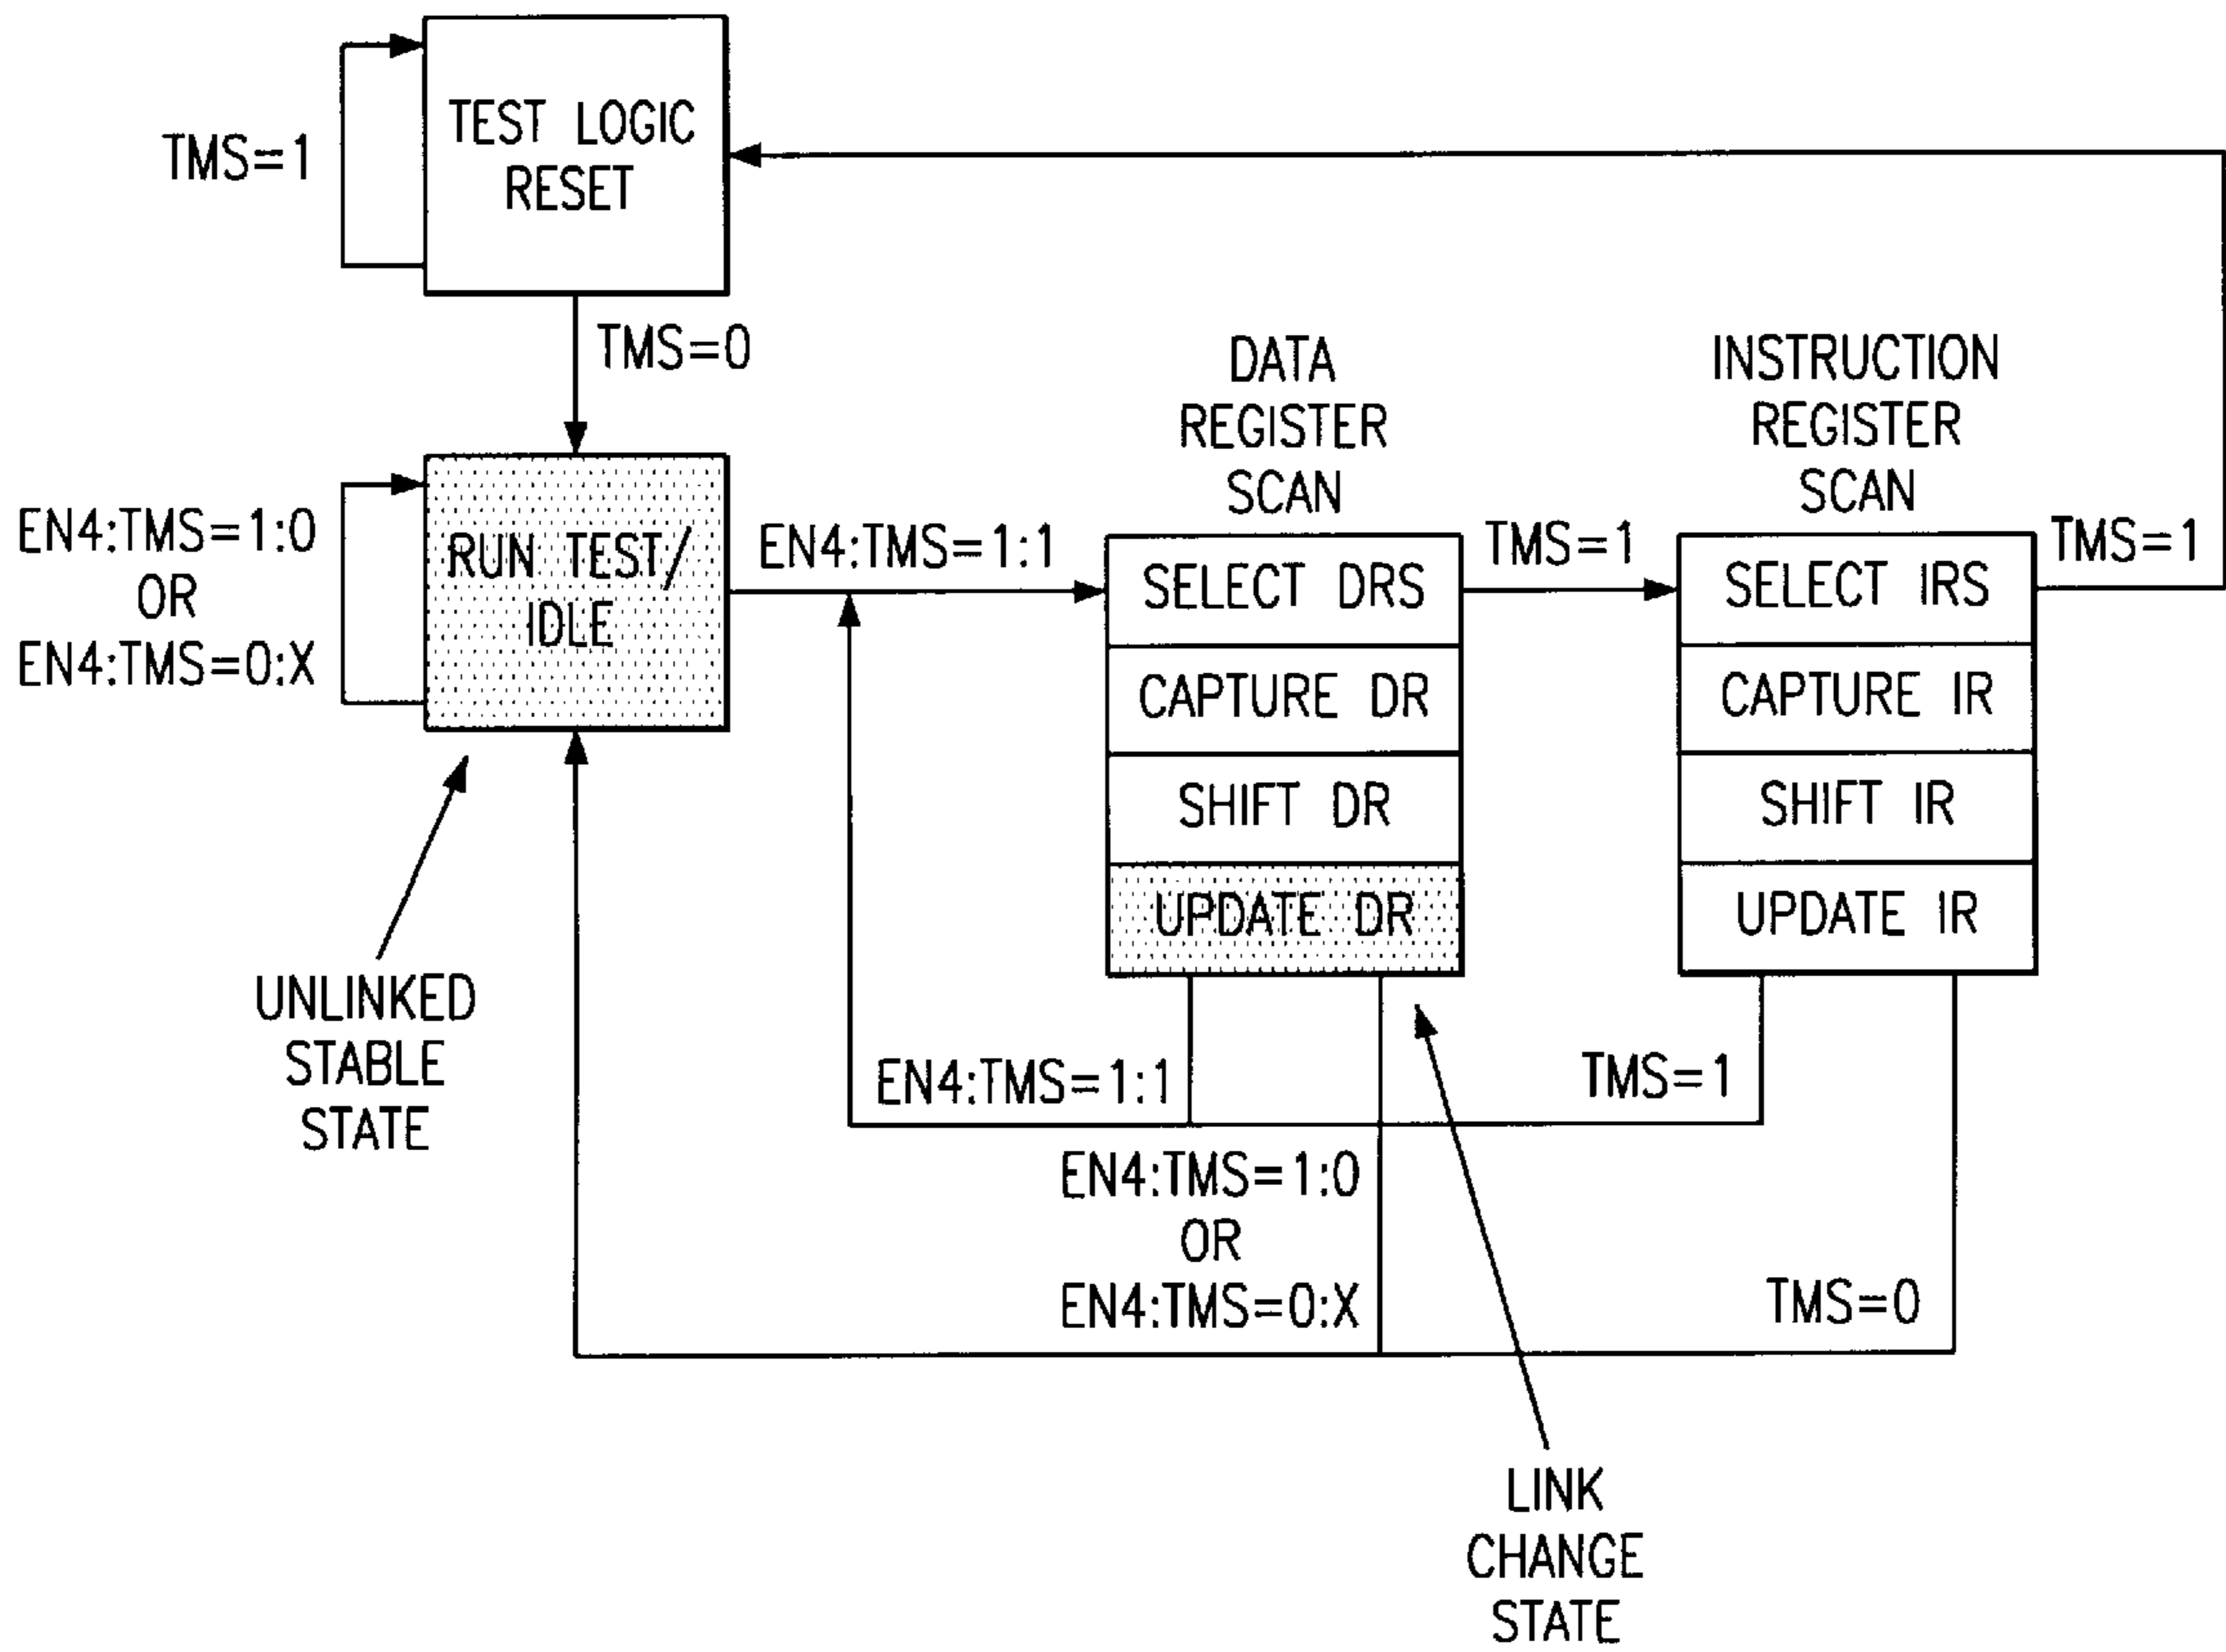 TEST LOGIC
RESET
TMS=1
TMS=0
DATA
REGISTER
SCAN
INSTRUCTION
REGISTER
SCAN
EN4:TMS=1:0
OR
EN4:TMS=0:X
RUN TEST/
IDLE
EN4:TMS=1:1
SELECT DRS
CAPTURE DR
SHIFT DR
UPDATE DR
TMS=1
SELECT IRS
CAPTURE IR
SHIFT IR
UPDATE IR
TMS=1
UNLINKED
STABLE
STATE
EN4:TMS=1:1
TMS=1
EN4:TMS=1:0
OR
EN4:TMS=0:X
TMS=0
LINK
CHANGE
STATE